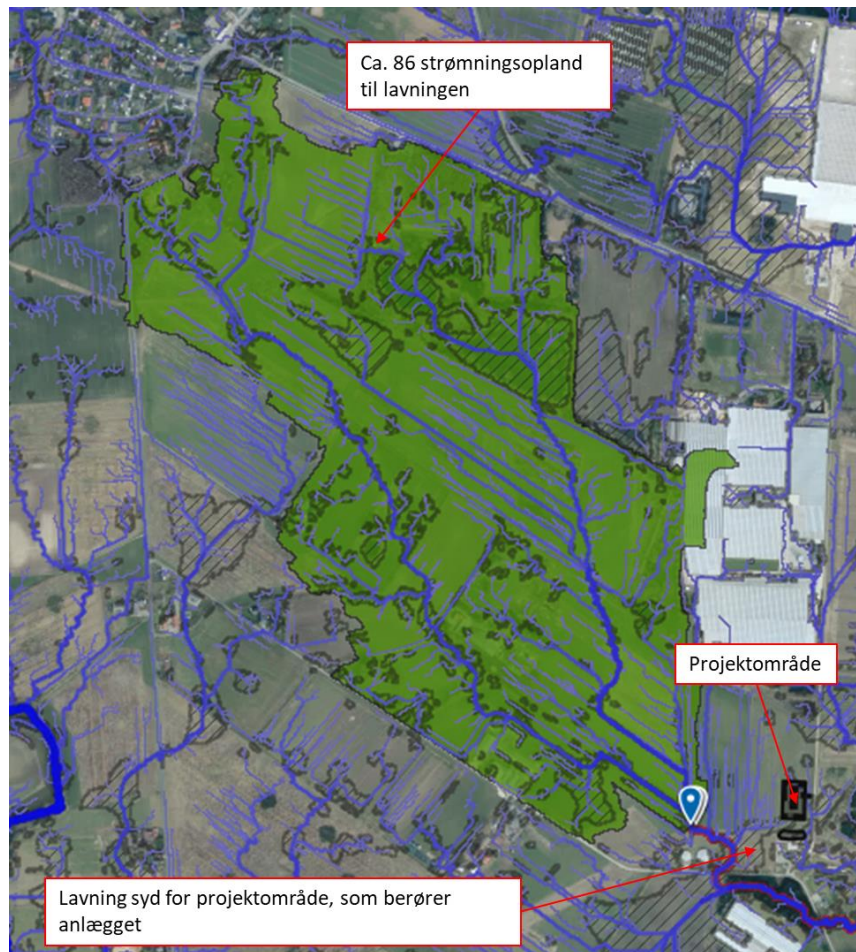 Ca. 86 strømningsopland
til lavningen
Projektområde
Lavning syd for projektområde, som berører
anlægget